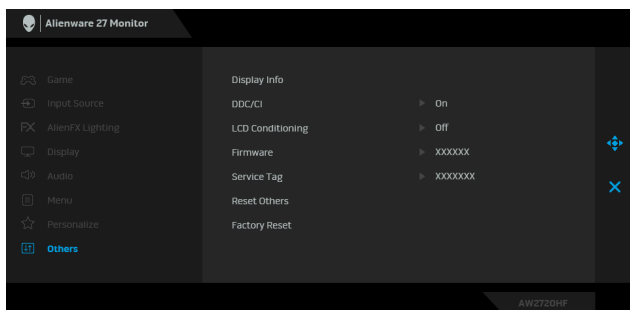 Alienware 27 Monitor
Game
Input Source
AlienFX Lighting
Display
Audio
Menu
Personalize
Others
Display Info
DDC/CI On
LCD Conditioning Off
Firmware XXXXXX
Service Tag XXXXXXX
Reset Others
Factory Reset
AW2720HF